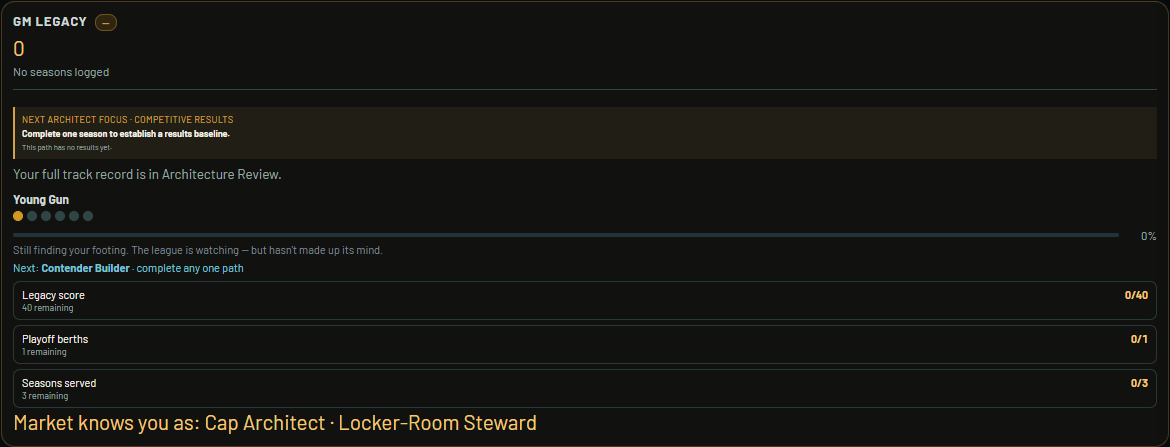 GM LEGACY —
0
No seasons logged
NEXT ARCHITECT FOCUS · COMPETITIVE RESULTS
Complete one season to establish a results baseline.
This path has no results yet.
Your full track record is in Architecture Review.
Young Gun
0%
Still finding your footing. The league is watching — but hasn't made up its mind.
Next: Contender Builder · complete any one path
Legacy score 0/40
40 remaining
Playoff berths 0/1
1 remaining
Seasons served 0/3
3 remaining
Market knows you as: Cap Architect · Locker-Room Steward